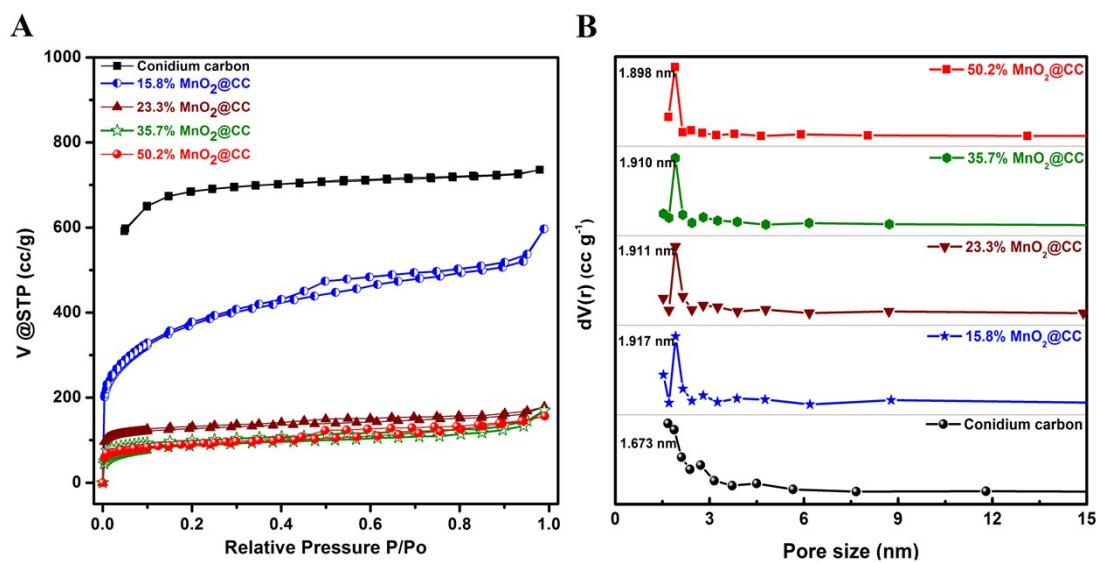 A
V @STP (cc/g)
1000
800
600
400
200
0
Conidium carbon
15.8% MnO2@CC
23.3% MnO2@CC
35.7% MnO2@CC
50.2% MnO2@CC
0.0 0.2 0.4 0.6 0.8 1.0
Relative Pressure P/Po
B
dV(r) (cc g-1)
1.898 nm
50.2% MnO2@CC
1.910 nm
35.7% MnO2@CC
1.911 nm
23.3% MnO2@CC
1.917 nm
15.8% MnO2@CC
1.673 nm
Conidium carbon
0 3 6 9 12 15
Pore size (nm)